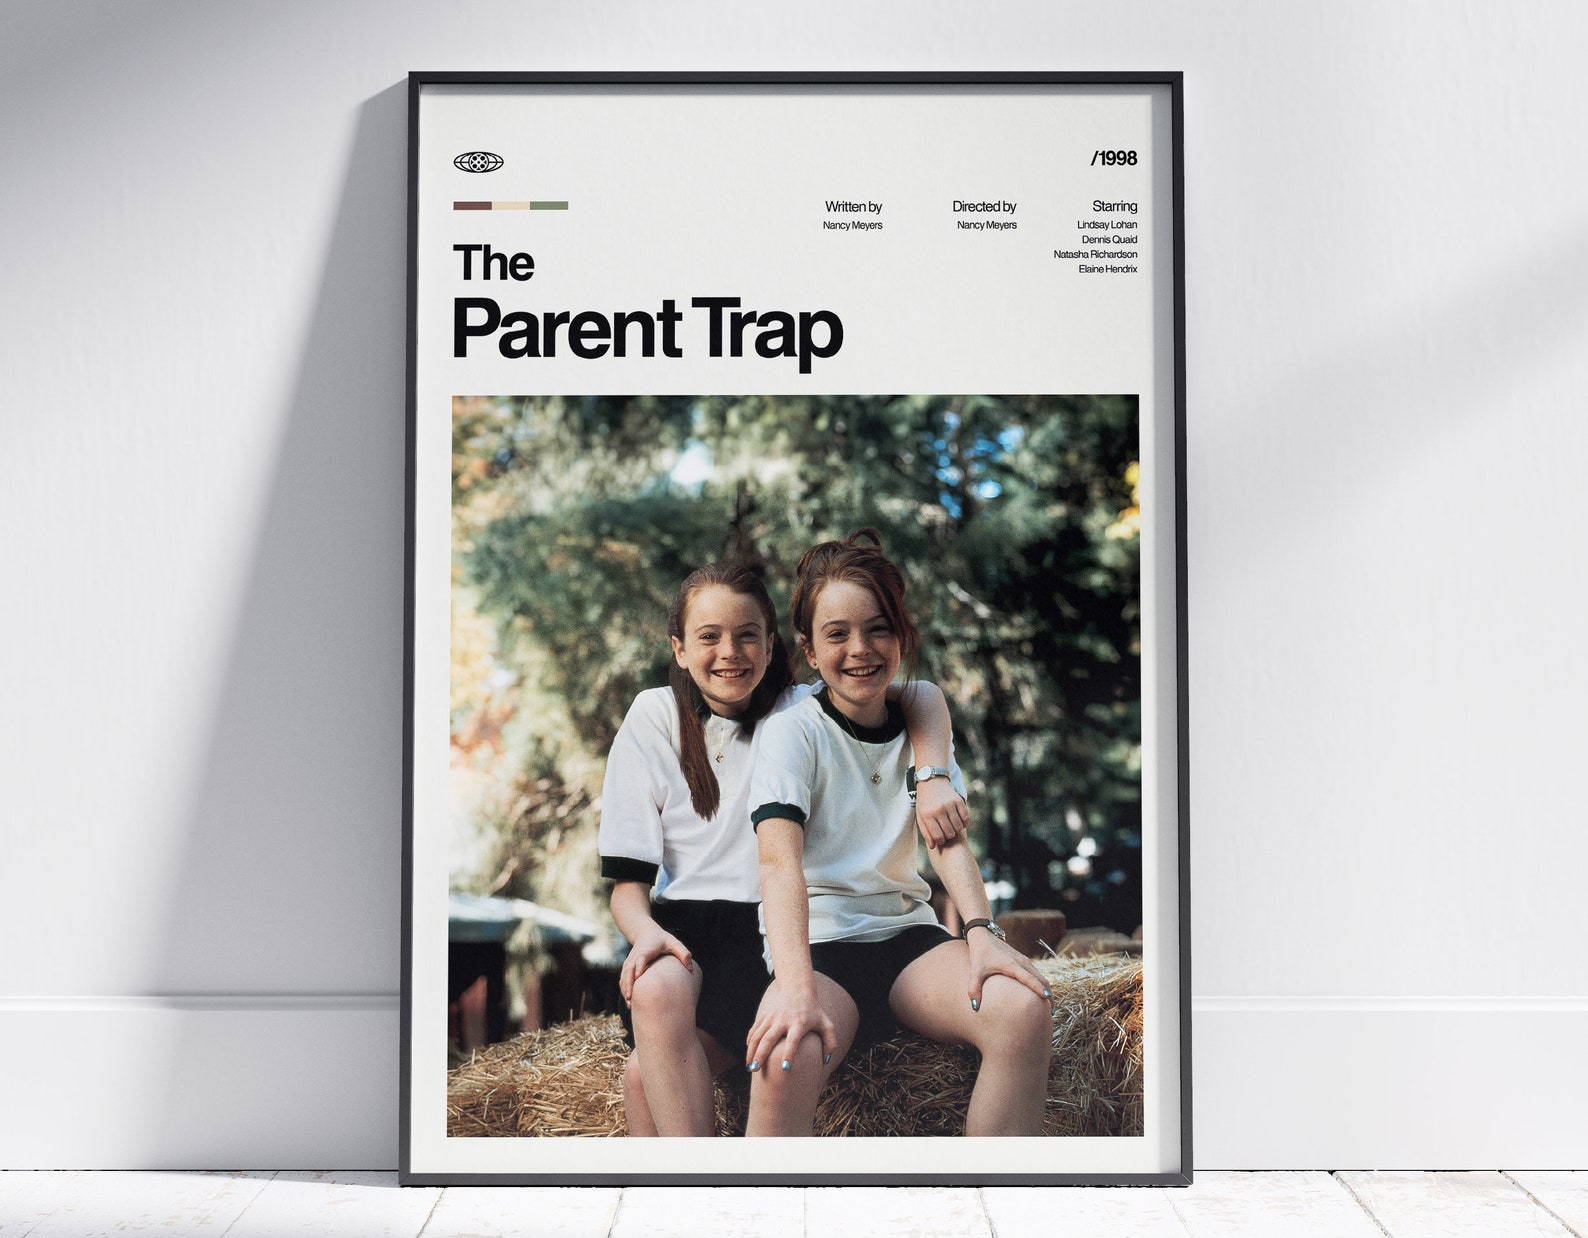 /1998
Written by
Nancy Meyers
Directed by
Nancy Meyers
Starring
Lindsay Lohan
Dennis Quaid
Natasha Richardson
Elaine Hendrix
The
Parent Trap